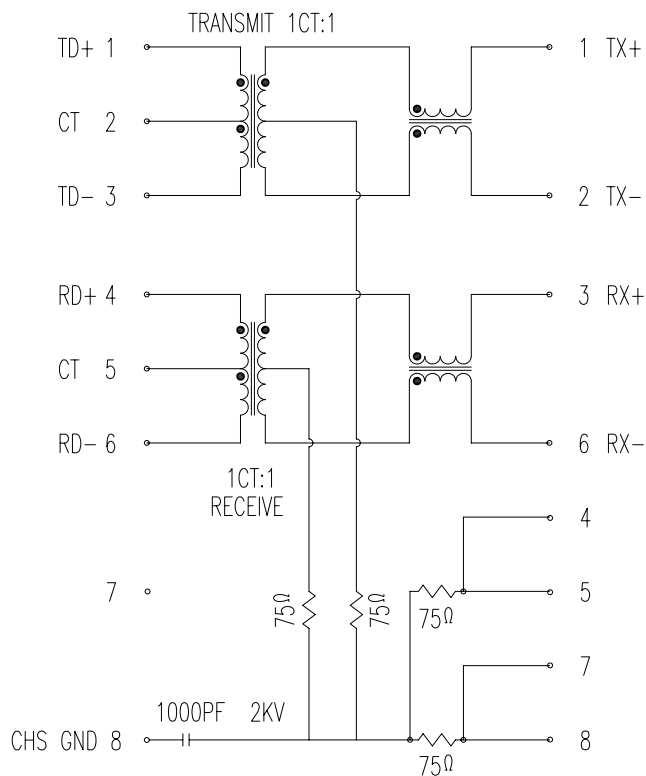 TRANSMIT 1CT:1
TD+ 1
1 TX+
CT 2
TD- 3
2 TX-
RD+ 4
3 RX+
CT 5
RD- 6
6 RX-
1CT:1
RECEIVE
4
7
75Ω
75Ω
5
75Ω
7
1000PF 2KV
CHS GND 8
8
75Ω